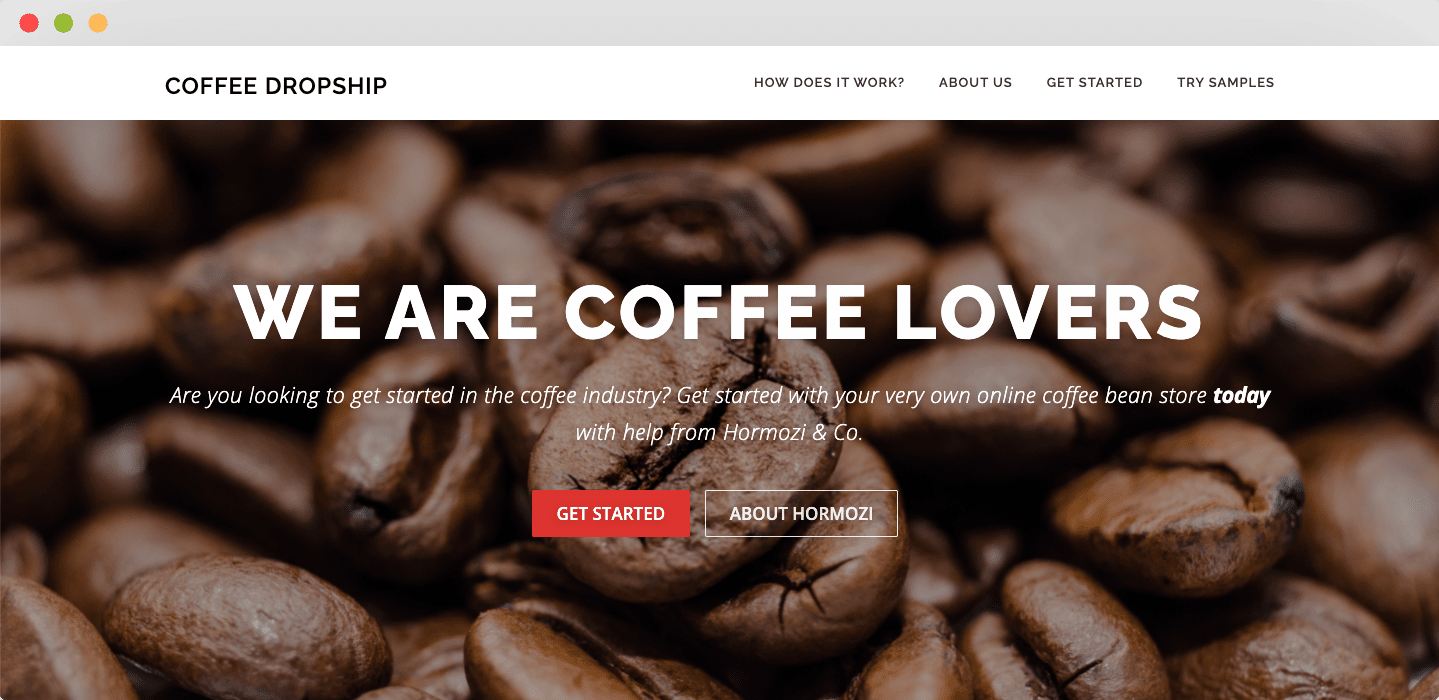 COFFEE DROPSHIP
HOW DOES IT WORK? ABOUT US GET STARTED TRY SAMPLES
WE ARE COFFEE LOVERS
Are you looking to get started in the coffee industry? Get started with your very own online coffee bean store today
with help from Hormozi & Co.
GET STARTED ABOUT HORMOZI